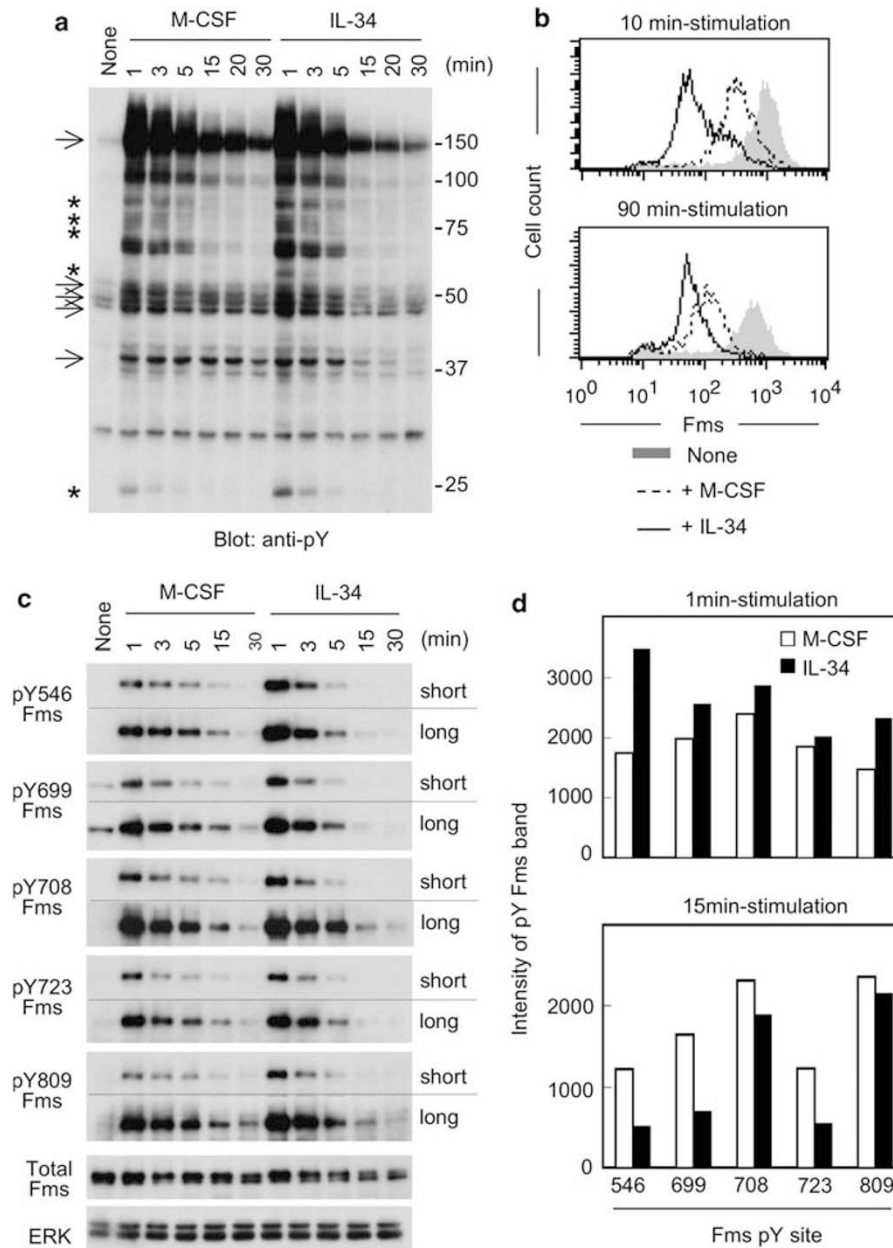 a
None
M-CSF
IL-34
1 3 5 15 20 30 1 3 5 15 20 30 (min)
-150
-100
*
*
-75
*
*
-50
-37
*
-25
Blot: anti-pY
b
10 min-stimulation
90 min-stimulation
Cell count
10^0 10^1 10^2 10^3 10^4
Fms
None
+ M-CSF
+ IL-34
c
None
M-CSF
IL-34
1 3 5 15 30 1 3 5 15 30 (min)
pY546 Fms
short
long
pY699 Fms
short
long
pY708 Fms
short
long
pY723 Fms
short
long
pY809 Fms
short
long
Total Fms
ERK
d
1min-stimulation
M-CSF
IL-34
3000
2000
1000
0
Intensity of pY Fms band
15min-stimulation
2000
1000
0
546 699 708 723 809
Fms pY site